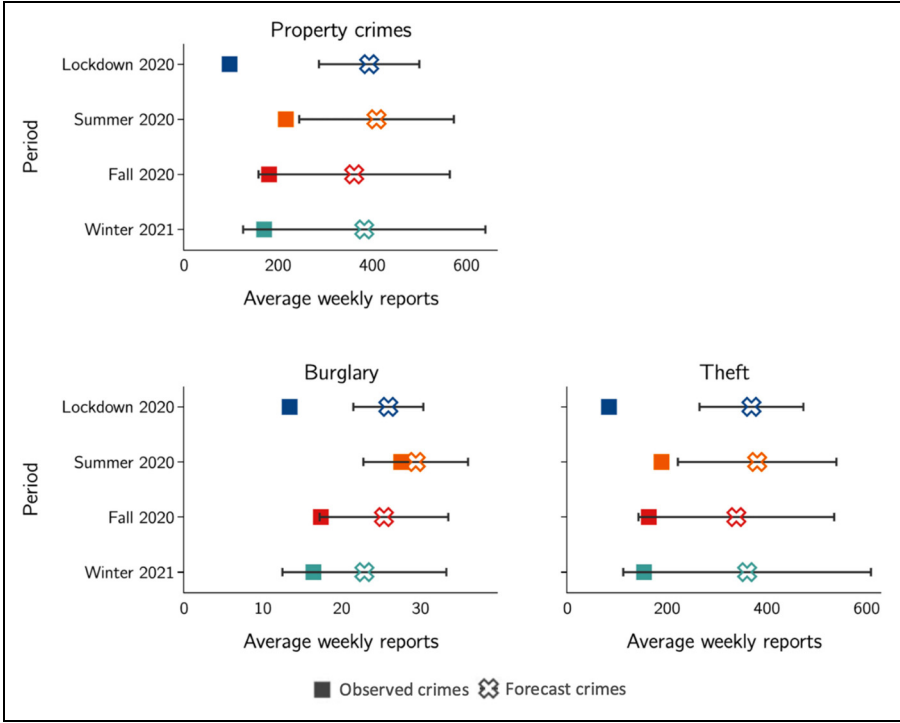 Property crimes
Period
Lockdown 2020
Summer 2020
Fall 2020
Winter 2021
0 200 400 600
Average weekly reports
Burglary
Period
Lockdown 2020
Summer 2020
Fall 2020
Winter 2021
0 10 20 30
Average weekly reports
Theft
0 200 400 600
Average weekly reports
Observed crimes Forecast crimes